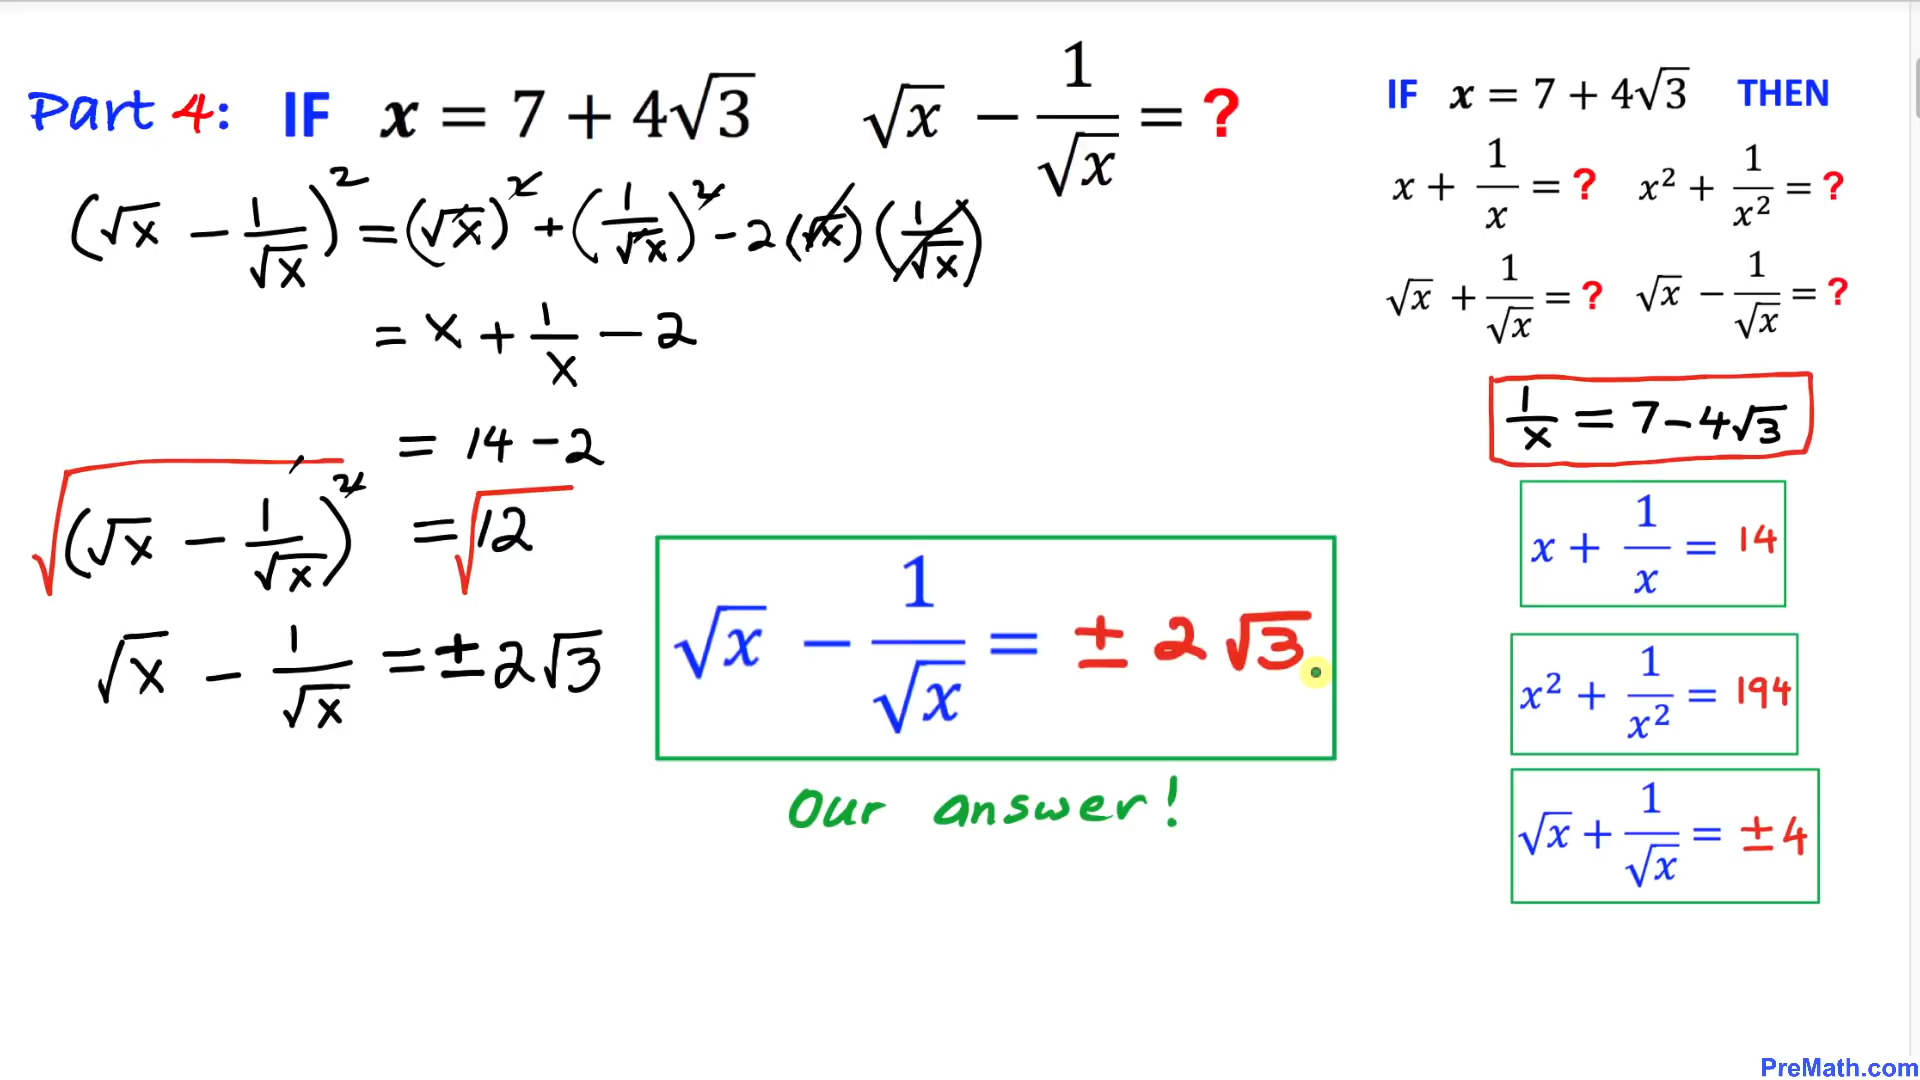 Part 4: IF x = 7 + 4√3 √x − 1/√x = ?
(√x − 1/√x)² = (√x)² + (1/√x)² − 2(√x)(1/√x)
= x + 1/x − 2
= 14 − 2
√(√x − 1/√x)² = √12
√x − 1/√x = ± 2√3
√x − 1/√x = ± 2√3
Our answer!
IF x = 7 + 4√3 THEN
x + 1/x = ? x² + 1/x² = ?
√x + 1/√x = ? √x − 1/√x = ?
1/x = 7 − 4√3
x + 1/x = 14
x² + 1/x² = 194
√x + 1/√x = ± 4
PreMath.com